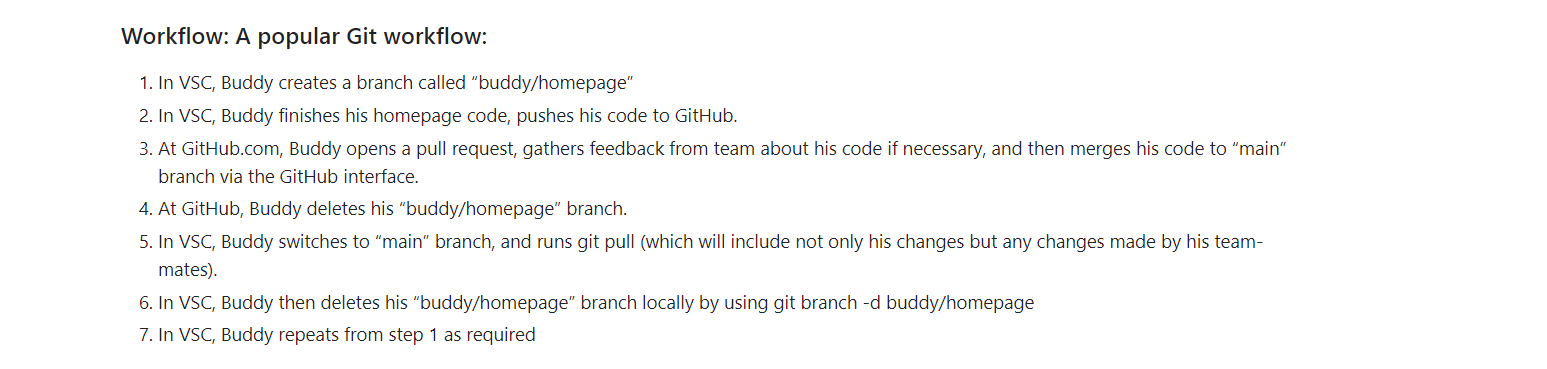 Workflow: A popular Git workflow:
1. In VSC, Buddy creates a branch called “buddy/homepage”
2. In VSC, Buddy finishes his homepage code, pushes his code to GitHub.
3. At GitHub.com, Buddy opens a pull request, gathers feedback from team about his code if necessary, and then merges his code to “main”
branch via the GitHub interface.
4. At GitHub, Buddy deletes his “buddy/homepage” branch.
5. In VSC, Buddy switches to “main” branch, and runs git pull (which will include not only his changes but any changes made by his team-
mates).
6. In VSC, Buddy then deletes his “buddy/homepage” branch locally by using git branch -d buddy/homepage
7. In VSC, Buddy repeats from step 1 as required